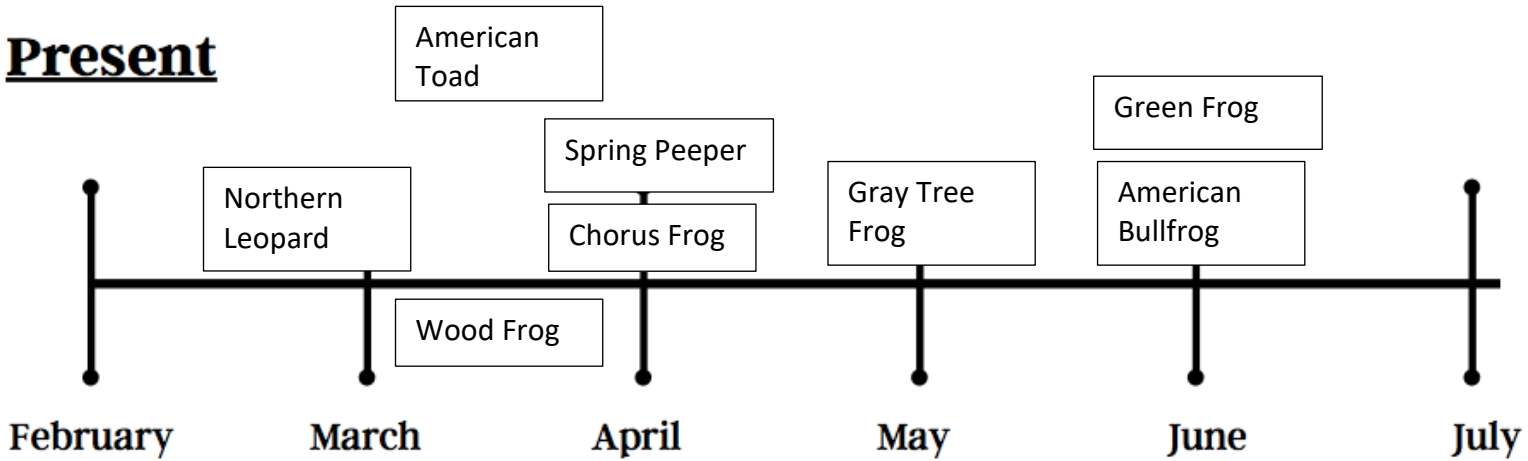 Present
American
Toad
Green Frog
Spring Peeper
Northern
Leopard
Gray Tree
Frog
American
Bullfrog
Chorus Frog
Wood Frog
February
March
April
May
June
July